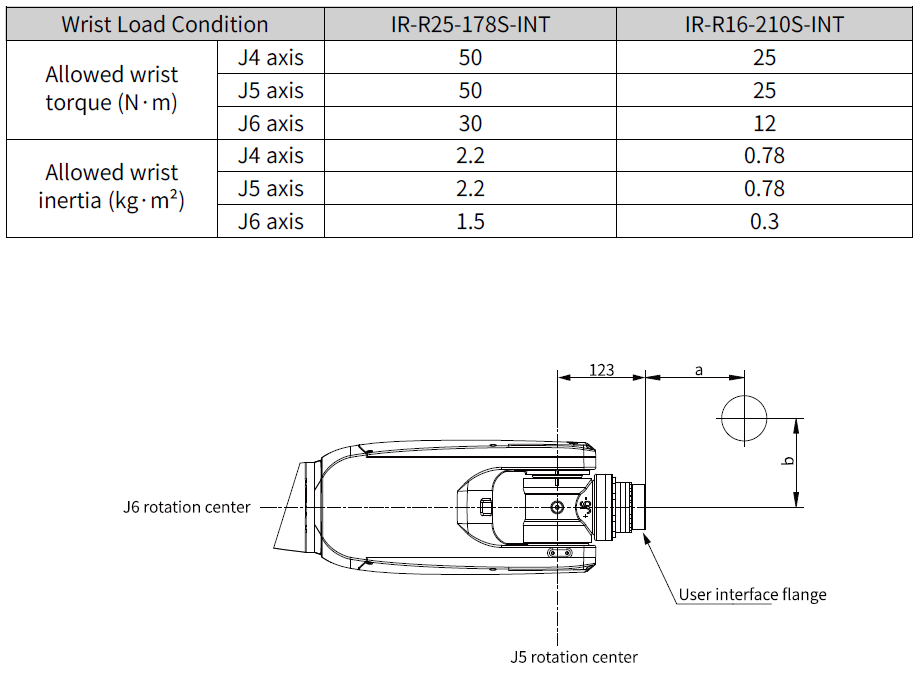 Wrist Load Condition IR-R25-178S-INT IR-R16-210S-INT
Allowed wrist
torque (N·m)
J4 axis 50 25
J5 axis 50 25
J6 axis 30 12
Allowed wrist
inertia (kg·m²)
J4 axis 2.2 0.78
J5 axis 2.2 0.78
J6 axis 1.5 0.3
123 a
b
J6 rotation center
+J6-
User interface flange
J5 rotation center